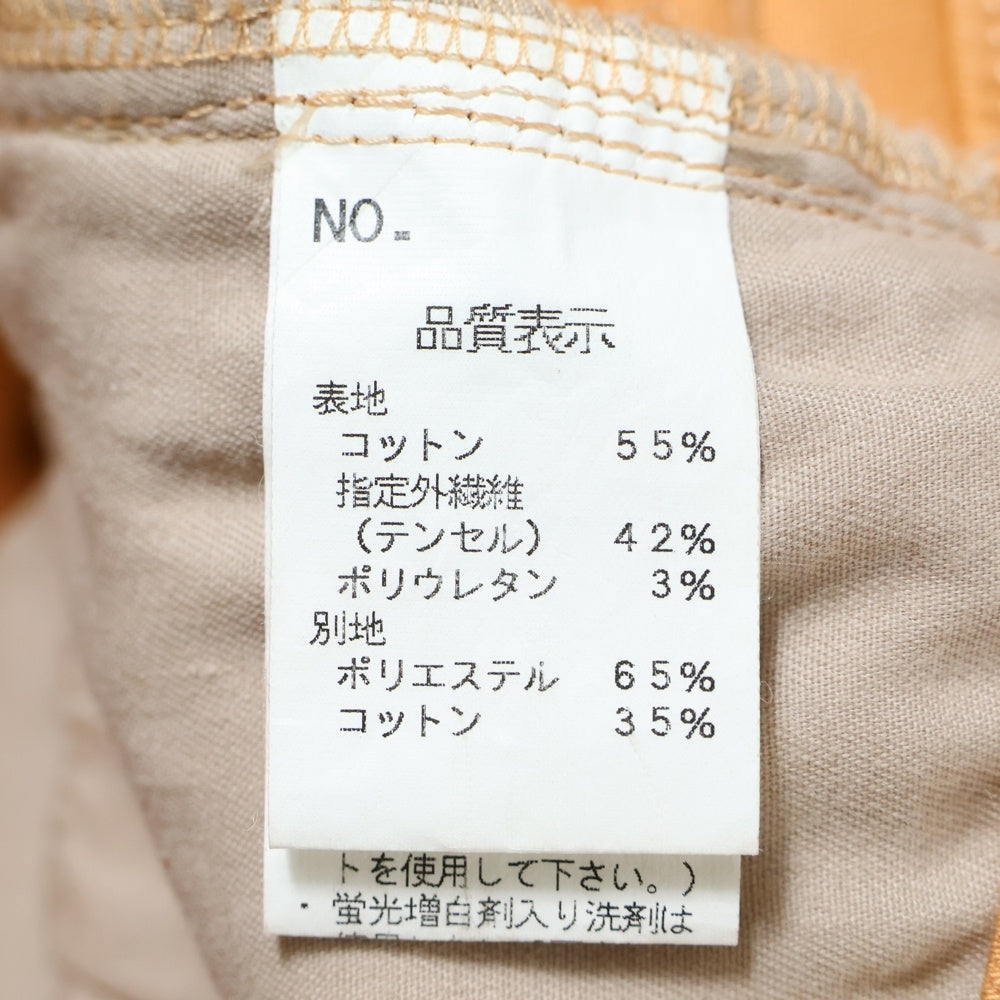 NO.
品質表示
表地
コットン 55%
指定外繊維
(テンセル) 42%
ポリウレタン 3%
別地
ポリエステル 65%
コットン 35%
トを使用して下さい。)
・蛍光増白剤入り洗剤は